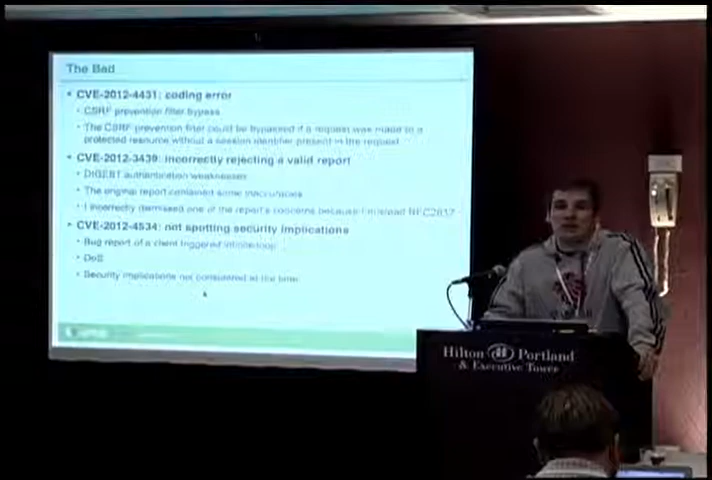 The Bad
• CVE-2012-4431: coding error
• CSRF prevention filter bypass
• The CSRF prevention filter could be bypassed if a request was made to a
protected resource without a session identifier present in the request
• CVE-2012-3439: incorrectly rejecting a valid report
• DIGEST authentication weaknesses
• The original report contained some inaccuracies
• I incorrectly dismissed one of the report's concerns because I misread RFC2617
• CVE-2012-4534: not spotting security implications
• Bug report of a client triggered infinite loop
• DoS
• Security implications not considered at the time
Hilton Portland
& Executive Tower